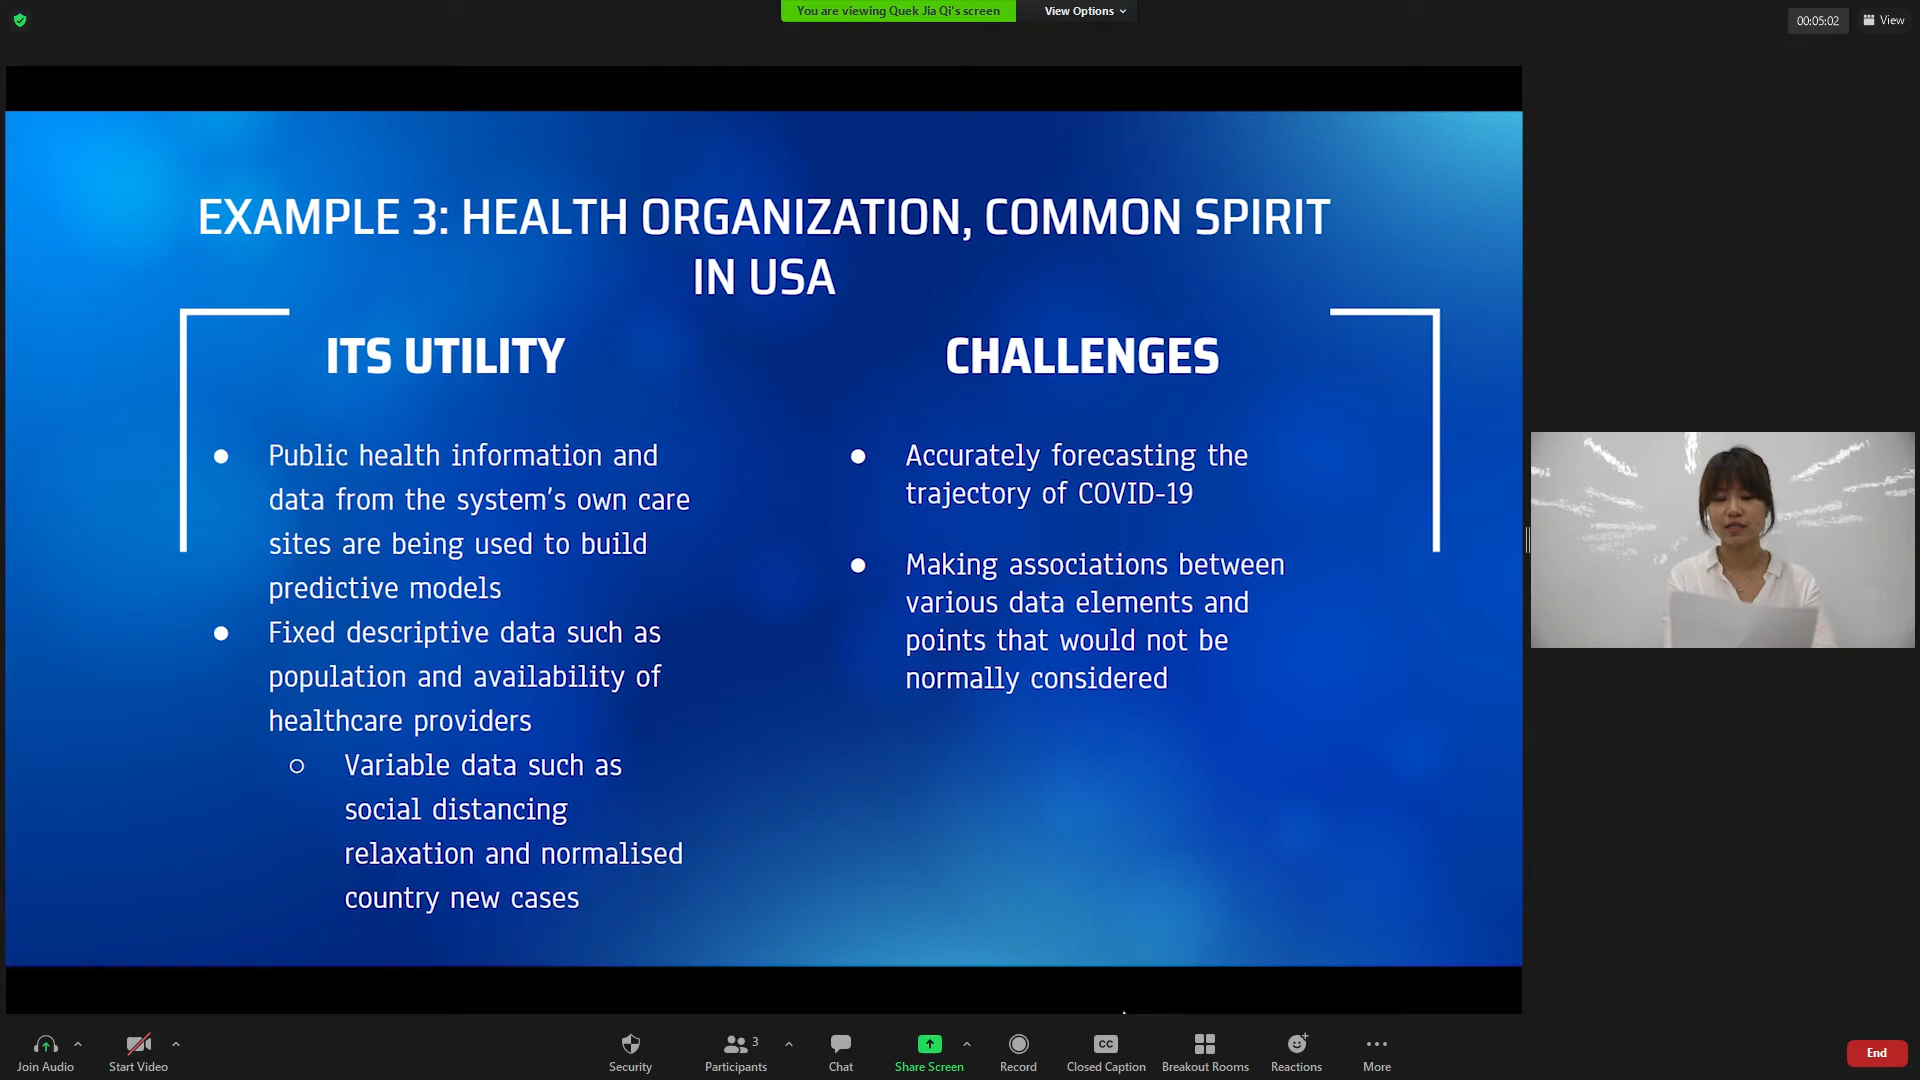 You are viewing Quek Jia Qi's screen
View Options
00:05:02
View
EXAMPLE 3: HEALTH ORGANIZATION, COMMON SPIRIT
IN USA
ITS UTILITY
Public health information and
data from the system's own care
sites are being used to build
predictive models
Fixed descriptive data such as
population and availability of
healthcare providers
Variable data such as
social distancing
relaxation and normalised
country new cases
CHALLENGES
Accurately forecasting the
trajectory of COVID-19
Making associations between
various data elements and
points that would not be
normally considered
Join Audio
Start Video
Security
Participants
3
Chat
Share Screen
Record
CC
Closed Caption
Breakout Rooms
Reactions
More
End